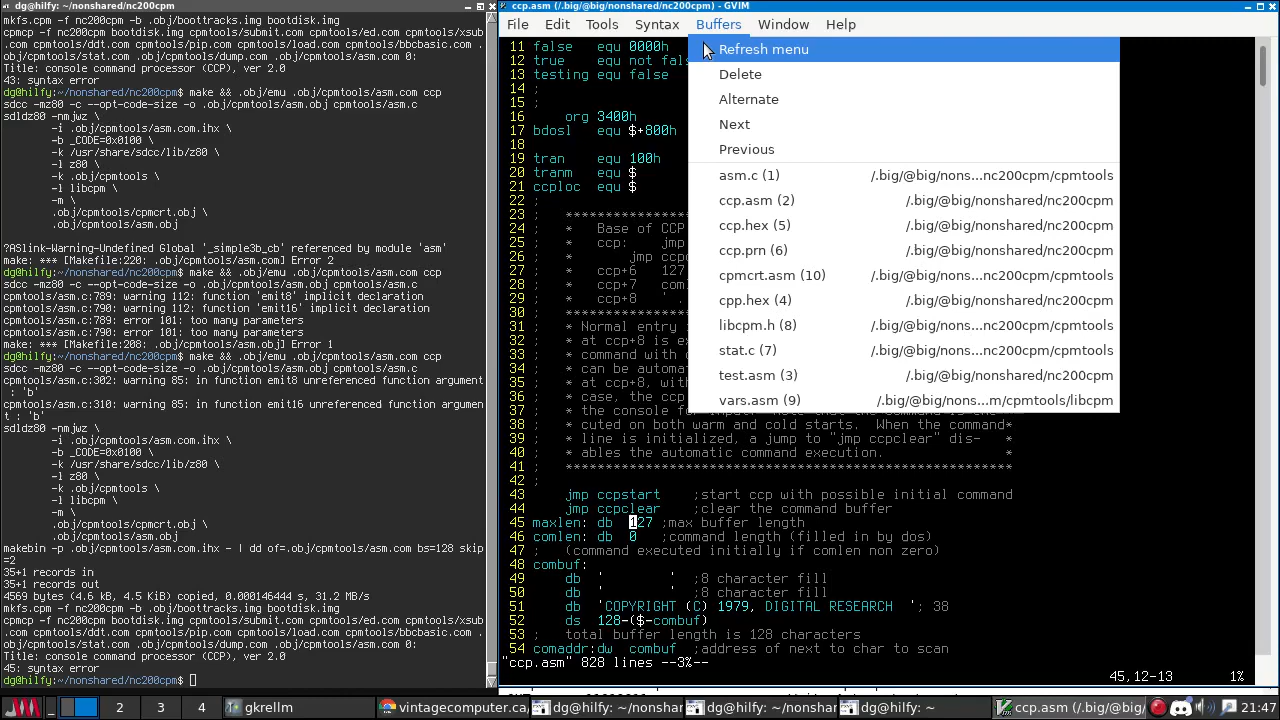 dg@hilfy: ~/nonshared/nc200cpm
mkfs.cpm -f nc200cpm -b .obj/boottracks.img bootdisk.img
cpmcp -f nc200cpm bootdisk.img cpmtools/submit.com cpmtools/ed.com cpmtools/xsub
.com cpmtools/ddt.com cpmtools/pip.com cpmtools/load.com cpmtools/bbcbasic.com .
obj/cpmtools/stat.com .obj/cpmtools/dump.com .obj/cpmtools/asm.com 0:
Title: console command processor (CCP), ver 2.0
43: syntax error
dg@hilfy:~/nonshared/nc200cpm$ make && .obj/emu .obj/cpmtools/asm.com ccp
sdcc -mz80 -c --opt-code-size -o .obj/cpmtools/asm.obj cpmtools/asm.c
sdldz80 -nmjwz \
-i .obj/cpmtools/asm.com.ihx \
-b _CODE=0x0100 \
-k /usr/share/sdcc/lib/z80 \
-l z80 \
-k .obj/cpmtools \
-l libcpm \
-m \
.obj/cpmtools/cpmcrt.obj \
.obj/cpmtools/asm.obj
?ASlink-Warning-Undefined Global '_simple3b_cb' referenced by module 'asm'
make: *** [Makefile:220: .obj/cpmtools/asm.com] Error 2
dg@hilfy:~/nonshared/nc200cpm$ make && .obj/emu .obj/cpmtools/asm.com ccp
sdcc -mz80 -c --opt-code-size -o .obj/cpmtools/asm.obj cpmtools/asm.c
cpmtools/asm.c:789: warning 112: function 'emit8' implicit declaration
cpmtools/asm.c:790: warning 112: function 'emit16' implicit declaration
cpmtools/asm.c:789: error 101: too many parameters
cpmtools/asm.c:790: error 101: too many parameters
make: *** [Makefile:208: .obj/cpmtools/asm.obj] Error 1
dg@hilfy:~/nonshared/nc200cpm$ make && .obj/emu .obj/cpmtools/asm.com ccp
sdcc -mz80 -c --opt-code-size -o .obj/cpmtools/asm.obj cpmtools/asm.c
cpmtools/asm.c:302: warning 85: in function emit8 unreferenced function argument
: 'b'
cpmtools/asm.c:310: warning 85: in function emit16 unreferenced function argumen
t : 'b'
sdldz80 -nmjwz \
-i .obj/cpmtools/asm.com.ihx \
-b _CODE=0x0100 \
-k /usr/share/sdcc/lib/z80 \
-l z80 \
-k .obj/cpmtools \
-l libcpm \
-m \
.obj/cpmtools/cpmcrt.obj \
.obj/cpmtools/asm.obj
makebin -p .obj/cpmtools/asm.com.ihx - | dd of=.obj/cpmtools/asm.com bs=128 skip
=2
35+1 records in
35+1 records out
4569 bytes (4.6 kB, 4.5 KiB) copied, 0.000146444 s, 31.2 MB/s
mkfs.cpm -f nc200cpm -b .obj/boottracks.img bootdisk.img
cpmcp -f nc200cpm bootdisk.img cpmtools/submit.com cpmtools/ed.com cpmtools/xsub
.com cpmtools/ddt.com cpmtools/pip.com cpmtools/load.com cpmtools/bbcbasic.com .
obj/cpmtools/stat.com .obj/cpmtools/dump.com .obj/cpmtools/asm.com 0:
Title: console command processor (CCP), ver 2.0
45: syntax error
dg@hilfy:~/nonshared/nc200cpm$
ccp.asm (/.big/@big/nonshared/nc200cpm) - GVIM
File Edit Tools Syntax Buffers Window Help
Refresh menu
Delete
Alternate
Next
Previous
asm.c (1) /.big/@big/nons...nc200cpm/cpmtools
ccp.asm (2) /.big/@big/nonshared/nc200cpm
ccp.hex (5) /.big/@big/nonshared/nc200cpm
ccp.prn (6) /.big/@big/nonshared/nc200cpm
cpmcrt.asm (10) /.big/@big/nons...nc200cpm/cpmtools
cpp.hex (4) /.big/@big/nonshared/nc200cpm
libcpm.h (8) /.big/@big/nons...nc200cpm/cpmtools
stat.c (7) /.big/@big/nons...nc200cpm/cpmtools
test.asm (3) /.big/@big/nonshared/nc200cpm
vars.asm (9) /.big/@big/nons...m/cpmtools/libcpm
11 false equ 0000h
12 true equ not fal
13 testing equ false
14 ;
15 ;
16 org 3400h
17 bdosl equ $+800h
18
19 tran equ 100h
20 tranm equ $
21 ccploc equ $
22 ;
23 ; ****************
24 ; * Base of CCP
25 ; * ccp: jmp
26 ; * jmp ccpc
27 ; * ccp+6 127
28 ; * ccp+7 coml
29 ; * ccp+8 ' .
30 ; ****************
31 ; * Normal entry i
32 ; * at ccp+8 is ex
33 ; * command with c
34 ; * can be automat
35 ; * at ccp+8, with
36 ; * case, the ccp
37 ; * the console for
38 ; * cuted on both warm and cold starts. When the command*
39 ; * line is initialized, a jump to "jmp ccpclear" dis- *
40 ; * ables the automatic command execution. *
41 ; ********************************************************
42 ;
43 jmp ccpstart ;start ccp with possible initial command
44 jmp ccpclear ;clear the command buffer
45 maxlen: db 127 ;max buffer length
46 comlen: db 0 ;command length (filled in by dos)
47 ; (command executed initially if comlen non zero)
48 combuf:
49 db ' ' ;8 character fill
50 db ' ' ;8 character fill
51 db 'COPYRIGHT (C) 1979, DIGITAL RESEARCH '; 38
52 ds 128-($-combuf)
53 ; total buffer length is 128 characters
54 comaddr:dw combuf ;address of next to char to scan
"ccp.asm" 828 lines --3%--
45,12-13 1%
2 3 4 gkrellm vintagecomputer.ca/ dg@hilfy: ~/nonshar dg@hilfy: ~/nonshar dg@hilfy: ~ ccp.asm (/.big/@big 21:47